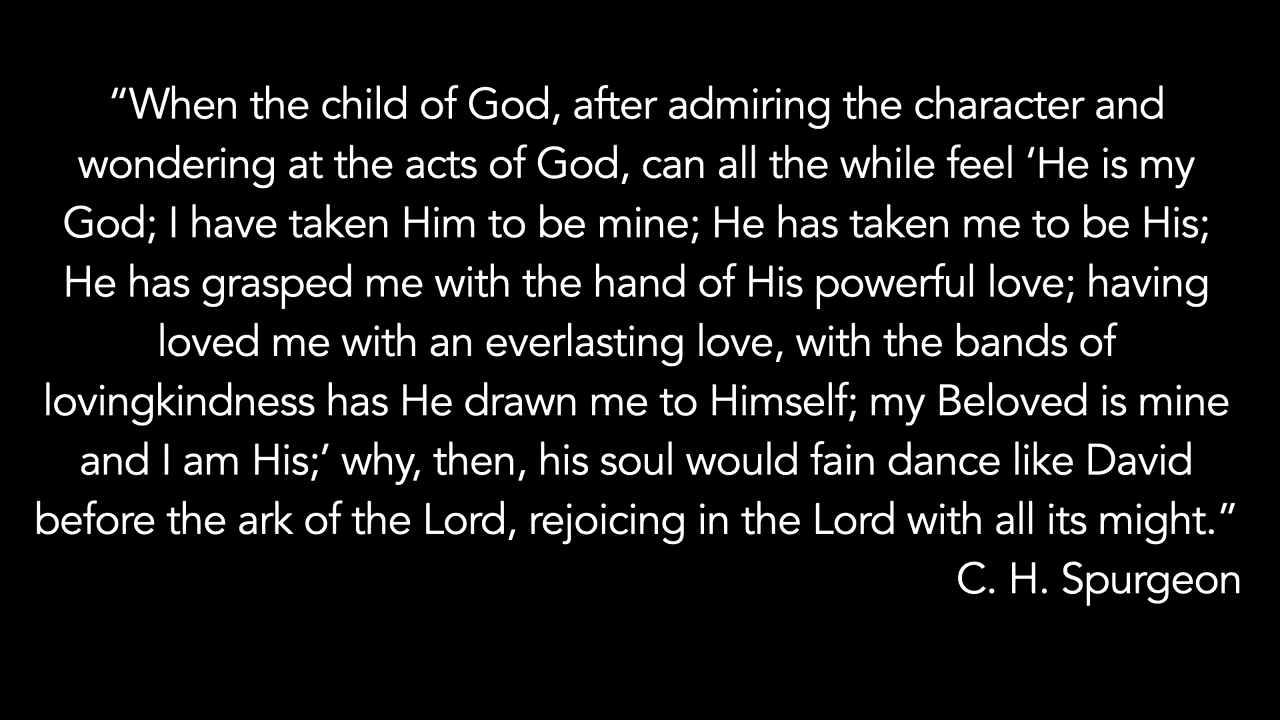 “When the child of God, after admiring the character and
wondering at the acts of God, can all the while feel ‘He is my
God; I have taken Him to be mine; He has taken me to be His;
He has grasped me with the hand of His powerful love; having
loved me with an everlasting love, with the bands of
lovingkindness has He drawn me to Himself; my Beloved is mine
and I am His;’ why, then, his soul would fain dance like David
before the ark of the Lord, rejoicing in the Lord with all its might.”
C. H. Spurgeon